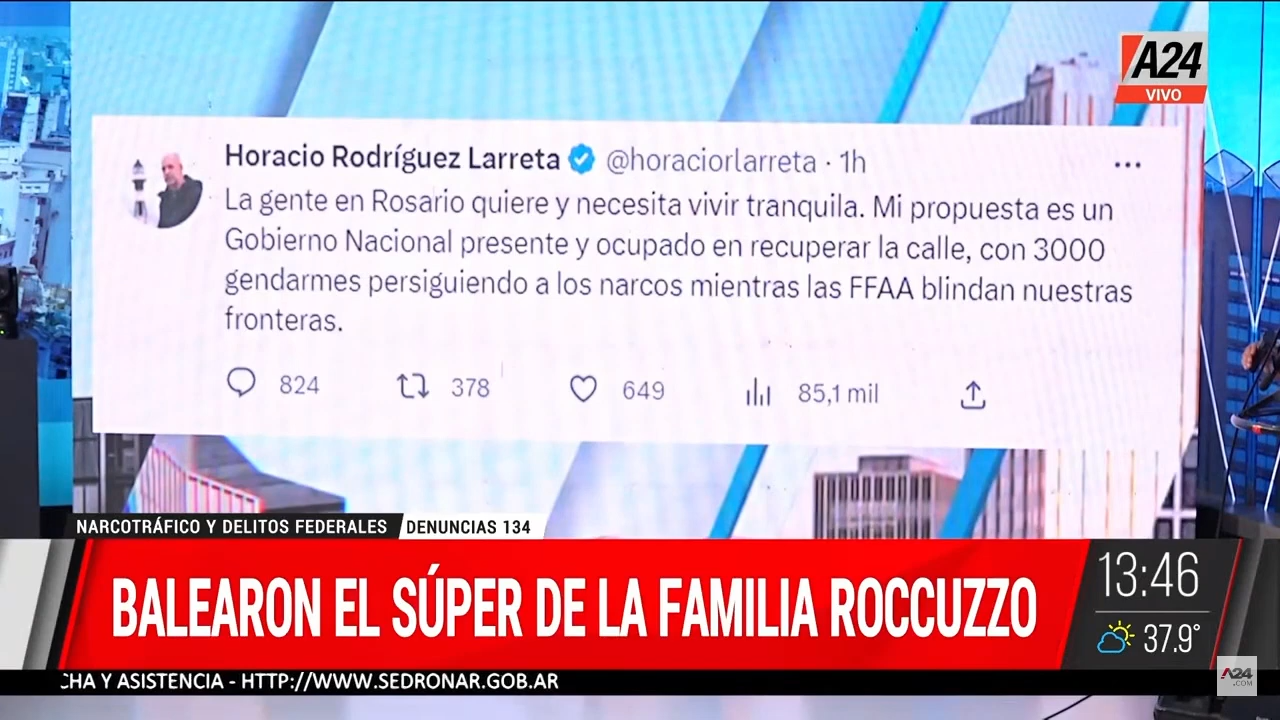 A24
VIVO
Horacio Rodríguez Larreta @horaciorlarreta · 1h
La gente en Rosario quiere y necesita vivir tranquila. Mi propuesta es un
Gobierno Nacional presente y ocupado en recuperar la calle, con 3000
gendarmes persiguiendo a los narcos mientras las FFAA blindan nuestras
fronteras.
824 378 649 85,1 mil
NARCOTRÁFICO Y DELITOS FEDERALES DENUNCIAS 134
BALEARON EL SÚPER DE LA FAMILIA ROCCUZZO
13:46
37.9°
CHA Y ASISTENCIA - HTTP://WWW.SEDRONAR.GOB.AR
A24
.COM